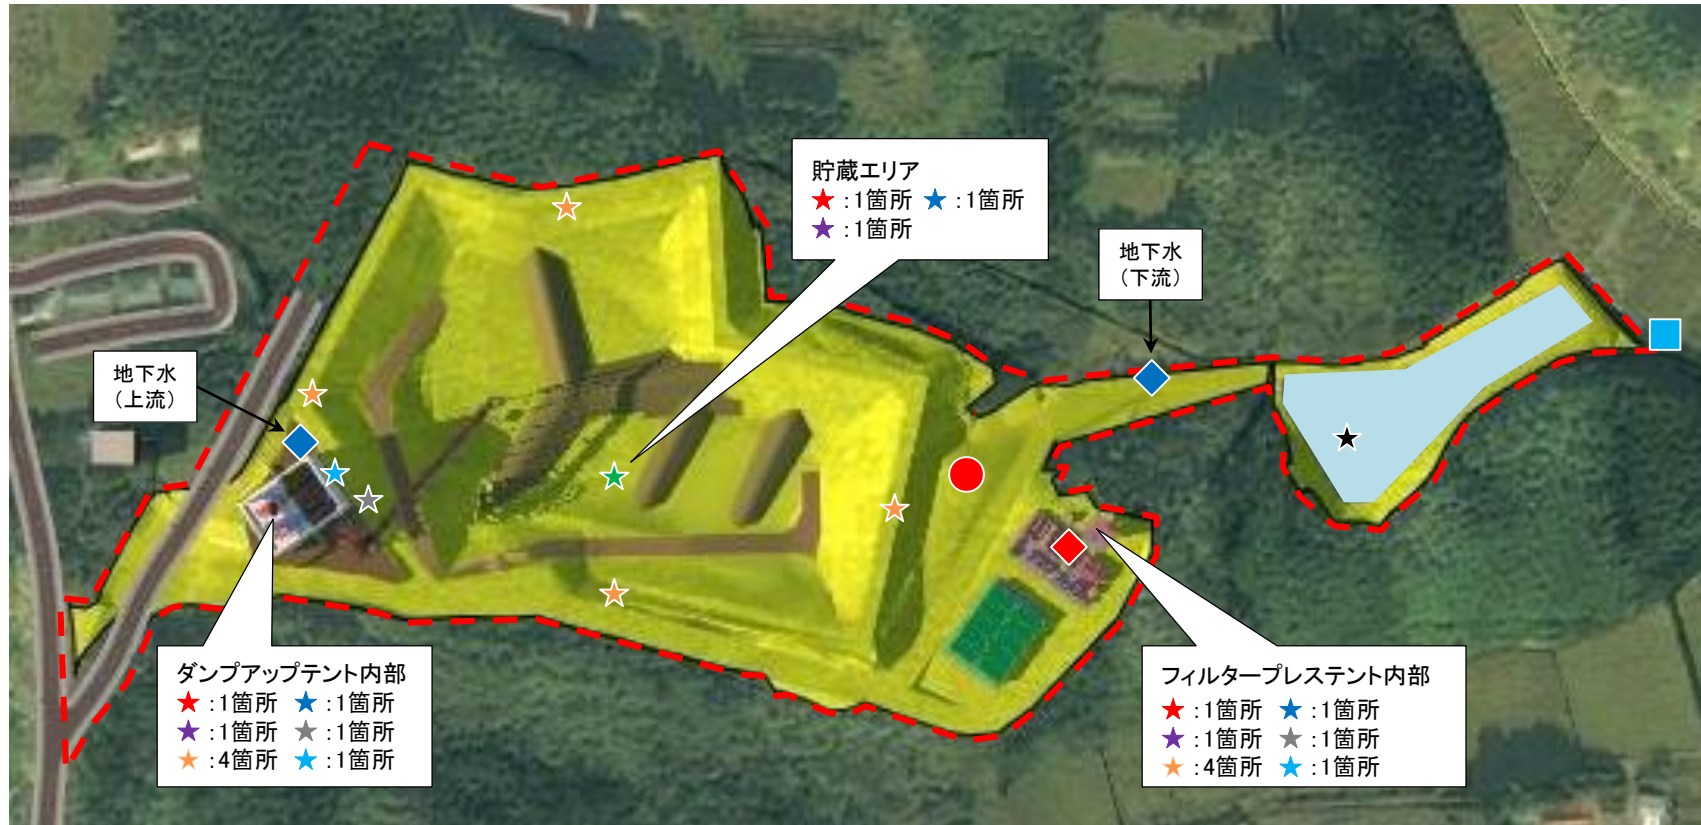 貯蔵エリア
★ :1箇所 ★ :1箇所
★ :1箇所
地下水
(下流)
地下水
(上流)
ダンプアップテント内部
★ :1箇所 ★ :1箇所
★ :1箇所 ★ :1箇所
★ :4箇所 ★ :1箇所
フィルタープレステント内部
★ :1箇所 ★ :1箇所
★ :1箇所 ★ :1箇所
★ :4箇所 ★ :1箇所